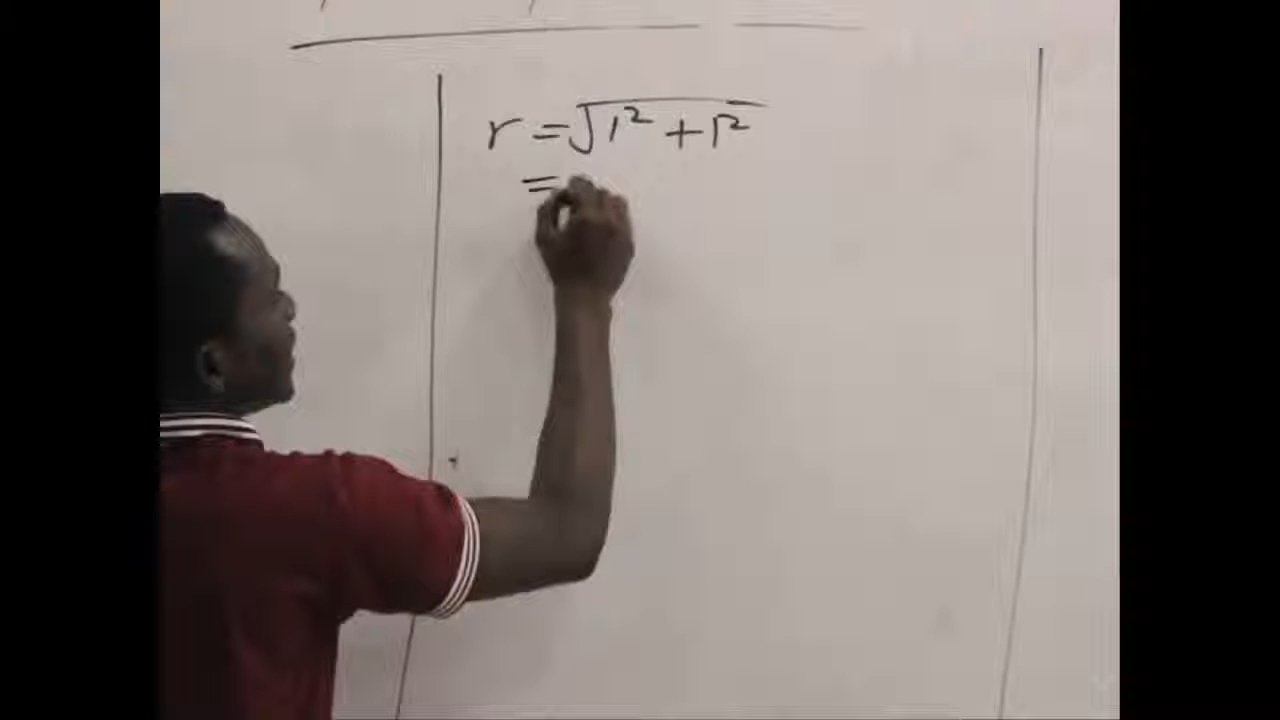 r = √1² + 1²
=